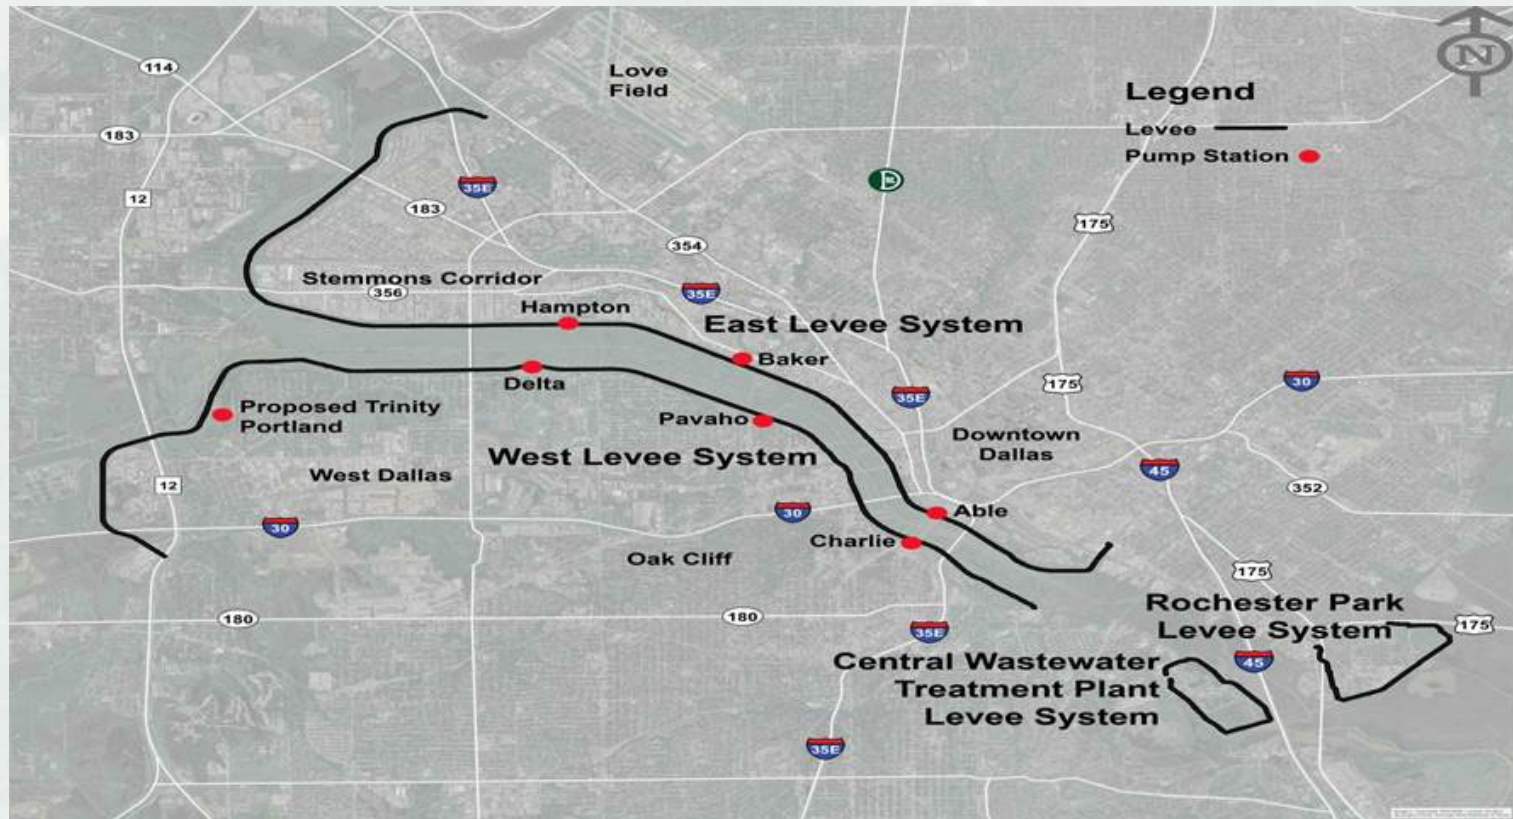 N
Love
Field
114
Legend
Levee
183
Pump Station
35E
12
183
175
354
Stemmons Corridor
356
35E
Hampton
East Levee System
Baker
Delta
175
30
35E
Proposed Trinity
Portland
Pavaho
Downtown
Dallas
West Levee System
West Dallas
45
12
352
30
30
Able
Charlie
Oak Cliff
175
Rochester Park
Levee System
180
180
35E
175
Central Wastewater
Treatment Plant
Levee System
45
35E